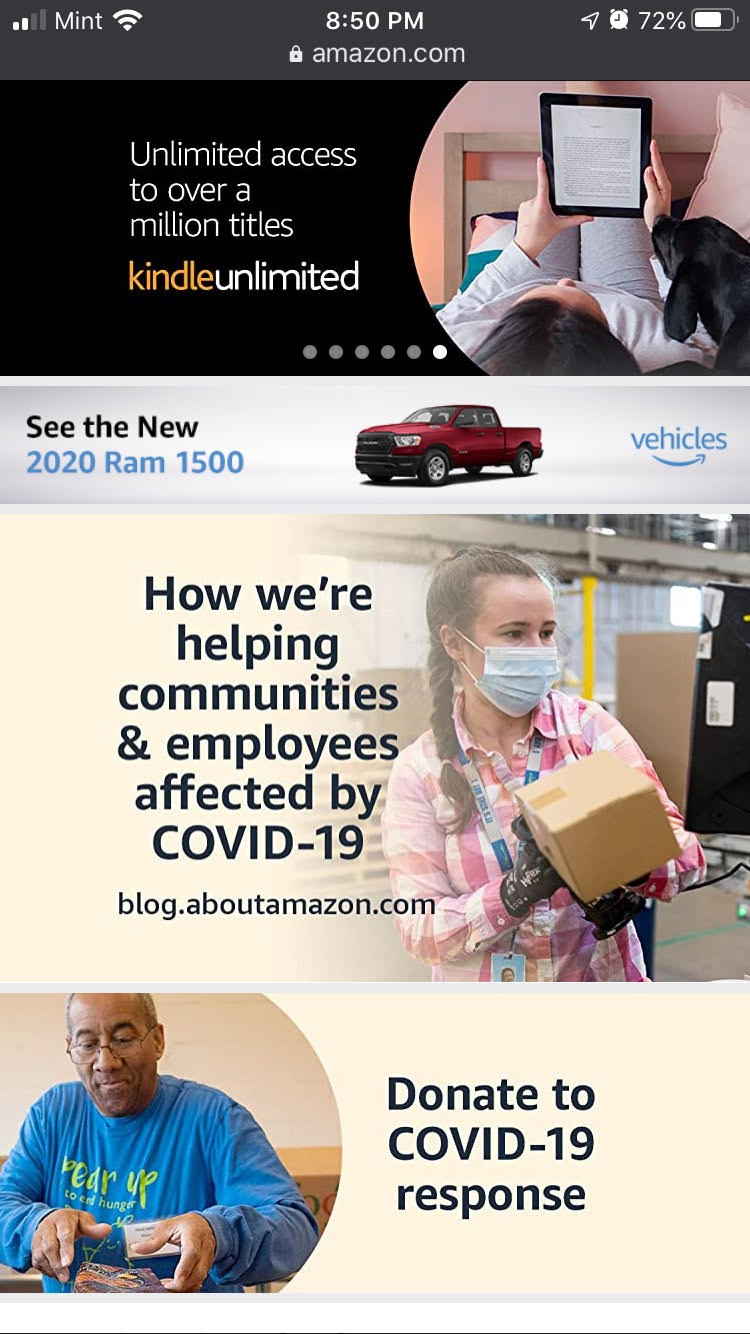 Mint
8:50 PM
72%
amazon.com
Unlimited access
to over a
million titles
kindleunlimited
See the New
2020 Ram 1500
vehicles
How we're
helping
communities
& employees
affected by
COVID-19
blog.aboutamazon.com
Donate to
COVID-19
response
pear up
to end hunger